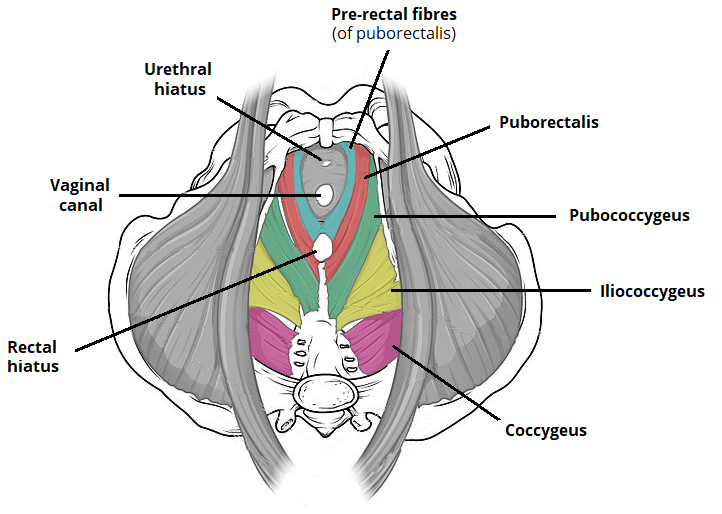 Pre-rectal fibres
(of puborectalis)
Urethral
hiatus
Puborectalis
Vaginal
canal
Pubococcygeus
Iliococcygeus
Rectal
hiatus
Coccygeus